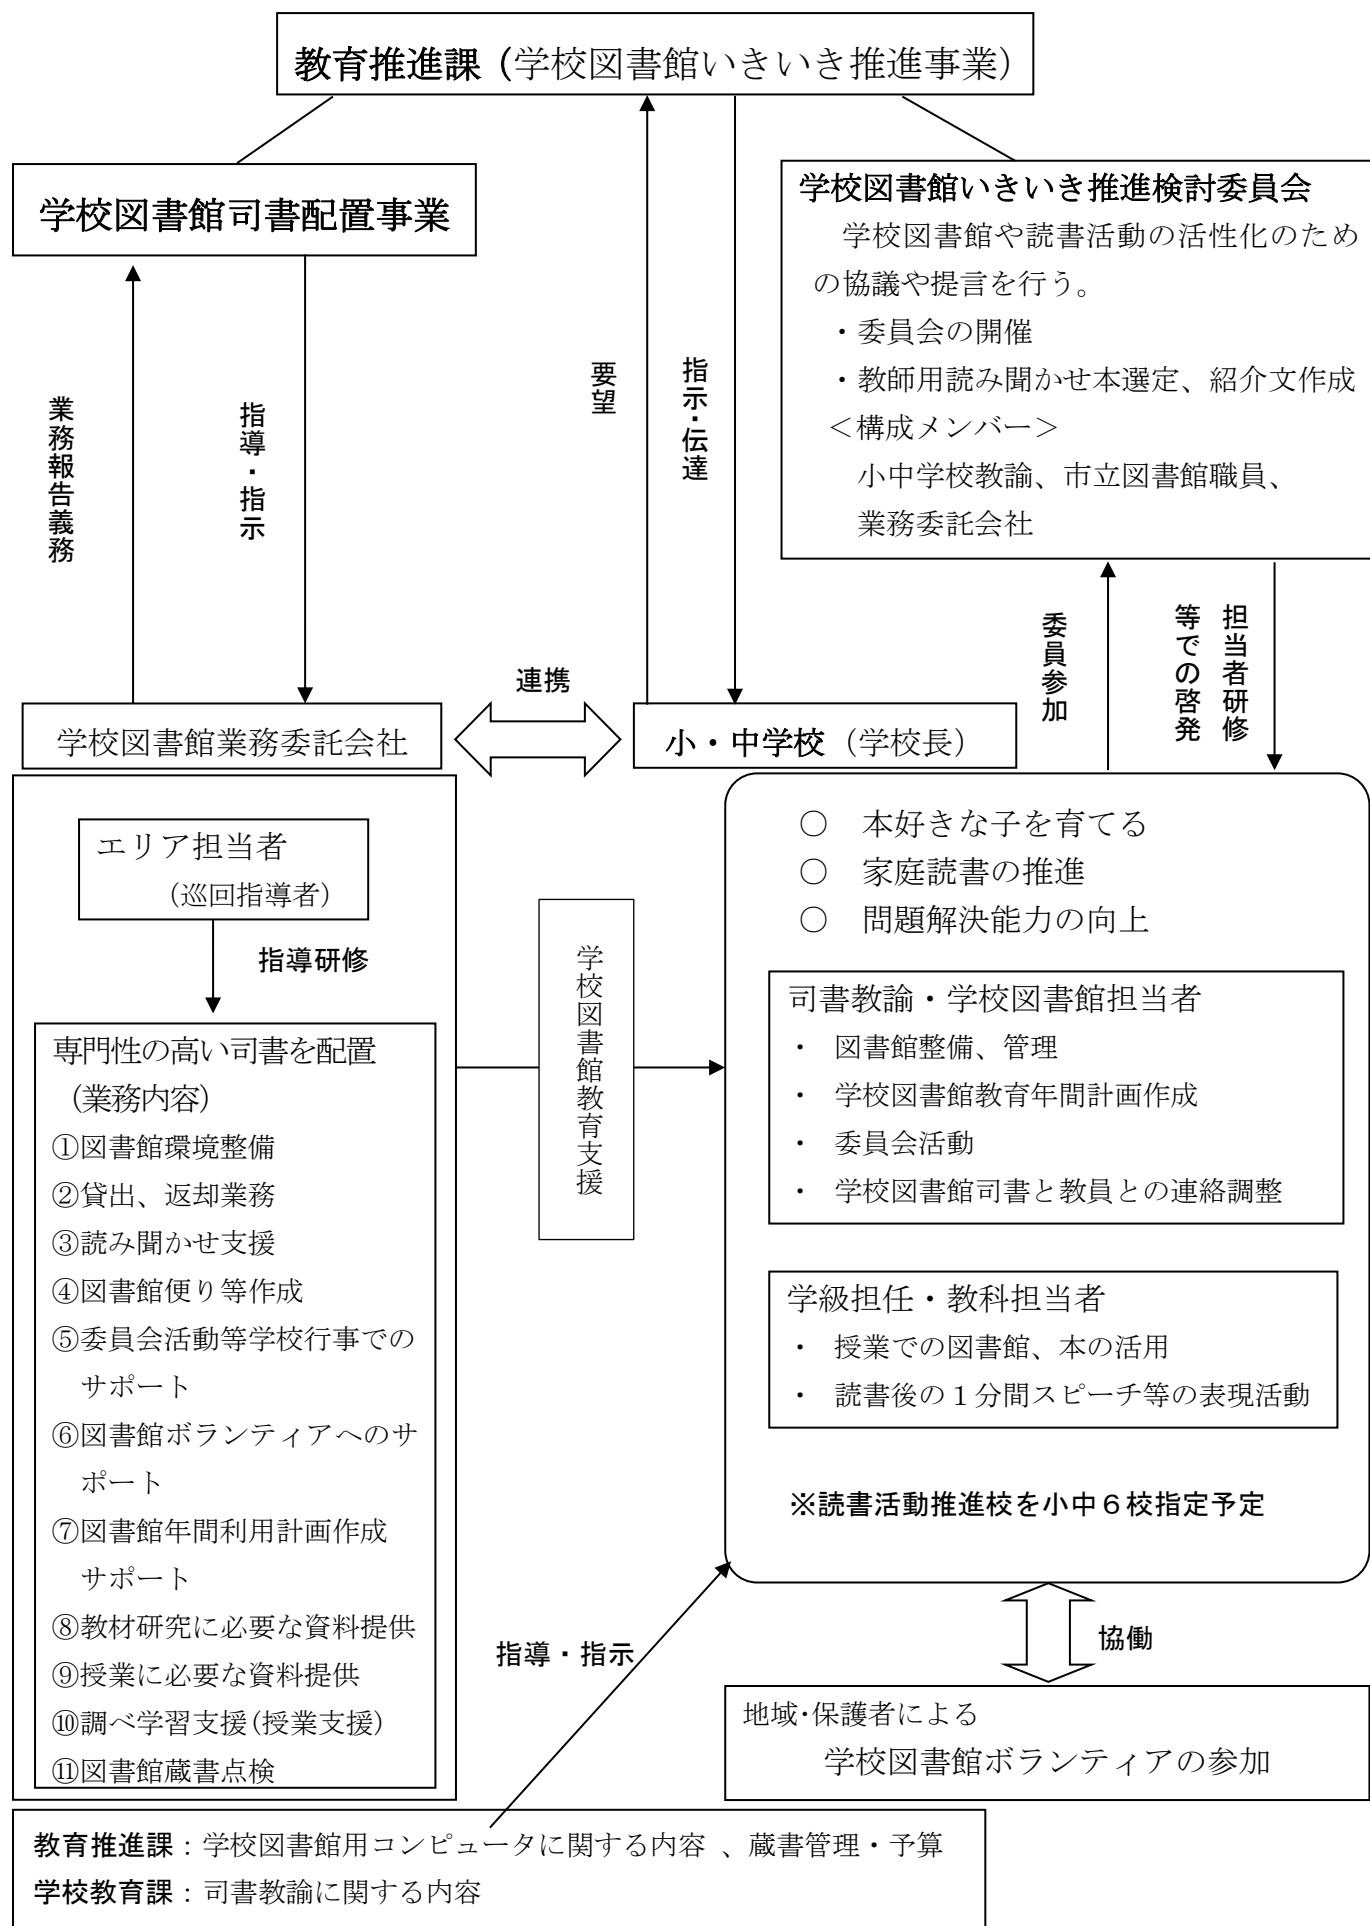 教育推進課（学校図書館いきいき推進事業）
学校図書館司書配置事業
学校図書館いきいき推進検討委員会
学校図書館や読書活動の活性化のため
の協議や提言を行う。
・委員会の開催
・教師用読み聞かせ本選定、紹介文作成
＜構成メンバー＞
小中学校教諭、市立図書館職員、
業務委託会社
業務報告義務
指導・指示
要望
指示・伝達
委員参加
担当者研修
等での啓発
連携
学校図書館業務委託会社
小・中学校（学校長）
エリア担当者
（巡回指導者）
指導研修
専門性の高い司書を配置
（業務内容）
①図書館環境整備
②貸出、返却業務
③読み聞かせ支援
④図書館便り等作成
⑤委員会活動等学校行事での
サポート
⑥図書館ボランティアへのサ
ポート
⑦図書館年間利用計画作成
サポート
⑧教材研究に必要な資料提供
⑨授業に必要な資料提供
⑩調べ学習支援(授業支援)
⑪図書館蔵書点検
学校図書館教育支援
○　本好きな子を育てる
○　家庭読書の推進
○　問題解決能力の向上
司書教諭・学校図書館担当者
・　図書館整備、管理
・　学校図書館教育年間計画作成
・　委員会活動
・　学校図書館司書と教員との連絡調整
学級担任・教科担当者
・　授業での図書館、本の活用
・　読書後の１分間スピーチ等の表現活動
※読書活動推進校を小中６校指定予定
指導・指示
協働
地域・保護者による
学校図書館ボランティアの参加
教育推進課：学校図書館用コンピュータに関する内容 、蔵書管理・予算
学校教育課：司書教諭に関する内容